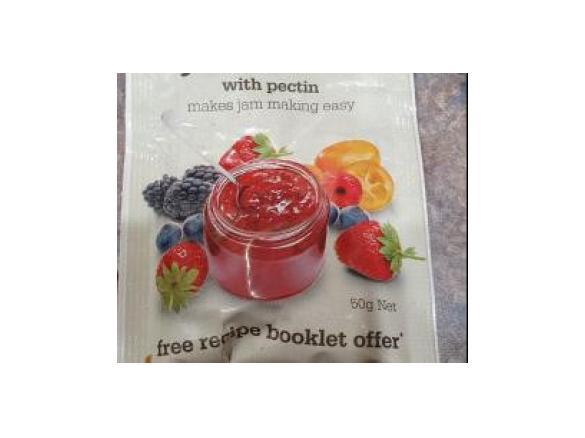 with pectin
makes jam making easy
50g Net
free recipe booklet offer*